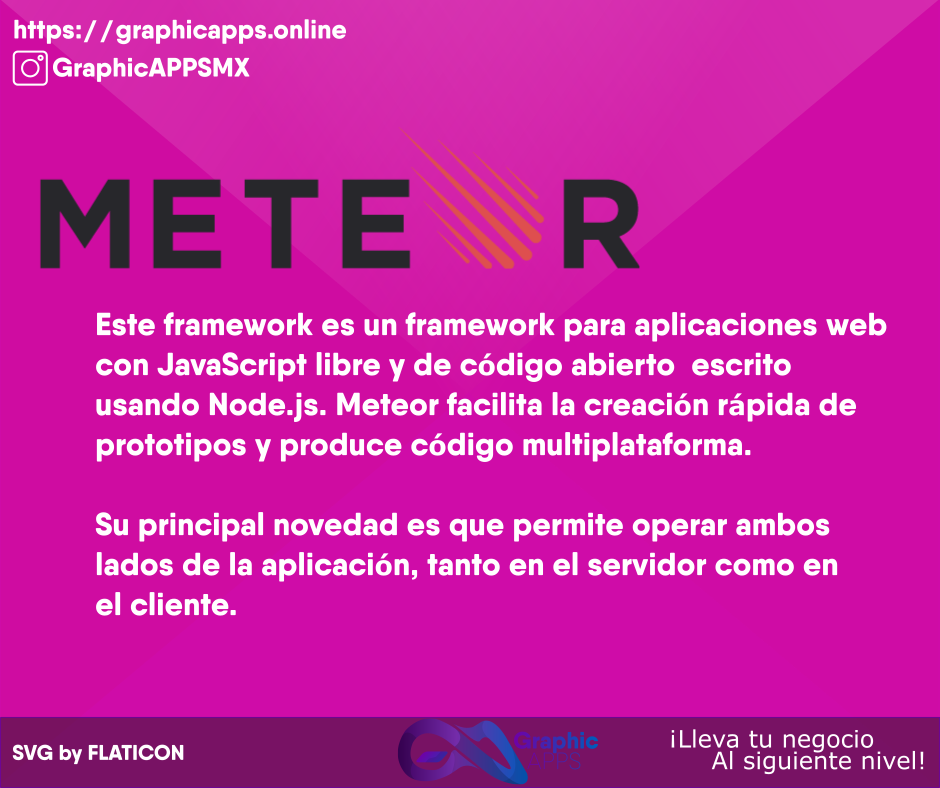 https://graphicapps.online
GraphicAPPSMX
METEOR
Este framework es un framework para aplicaciones web
con JavaScript libre y de código abierto  escrito
usando Node.js. Meteor facilita la creación rápida de
prototipos y produce código multiplataforma.
Su principal novedad es que permite operar ambos
lados de la aplicación, tanto en el servidor como en
el cliente.
SVG by FLATICON
Graphic
APPS
¡Lleva tu negocio
Al siguiente nivel!